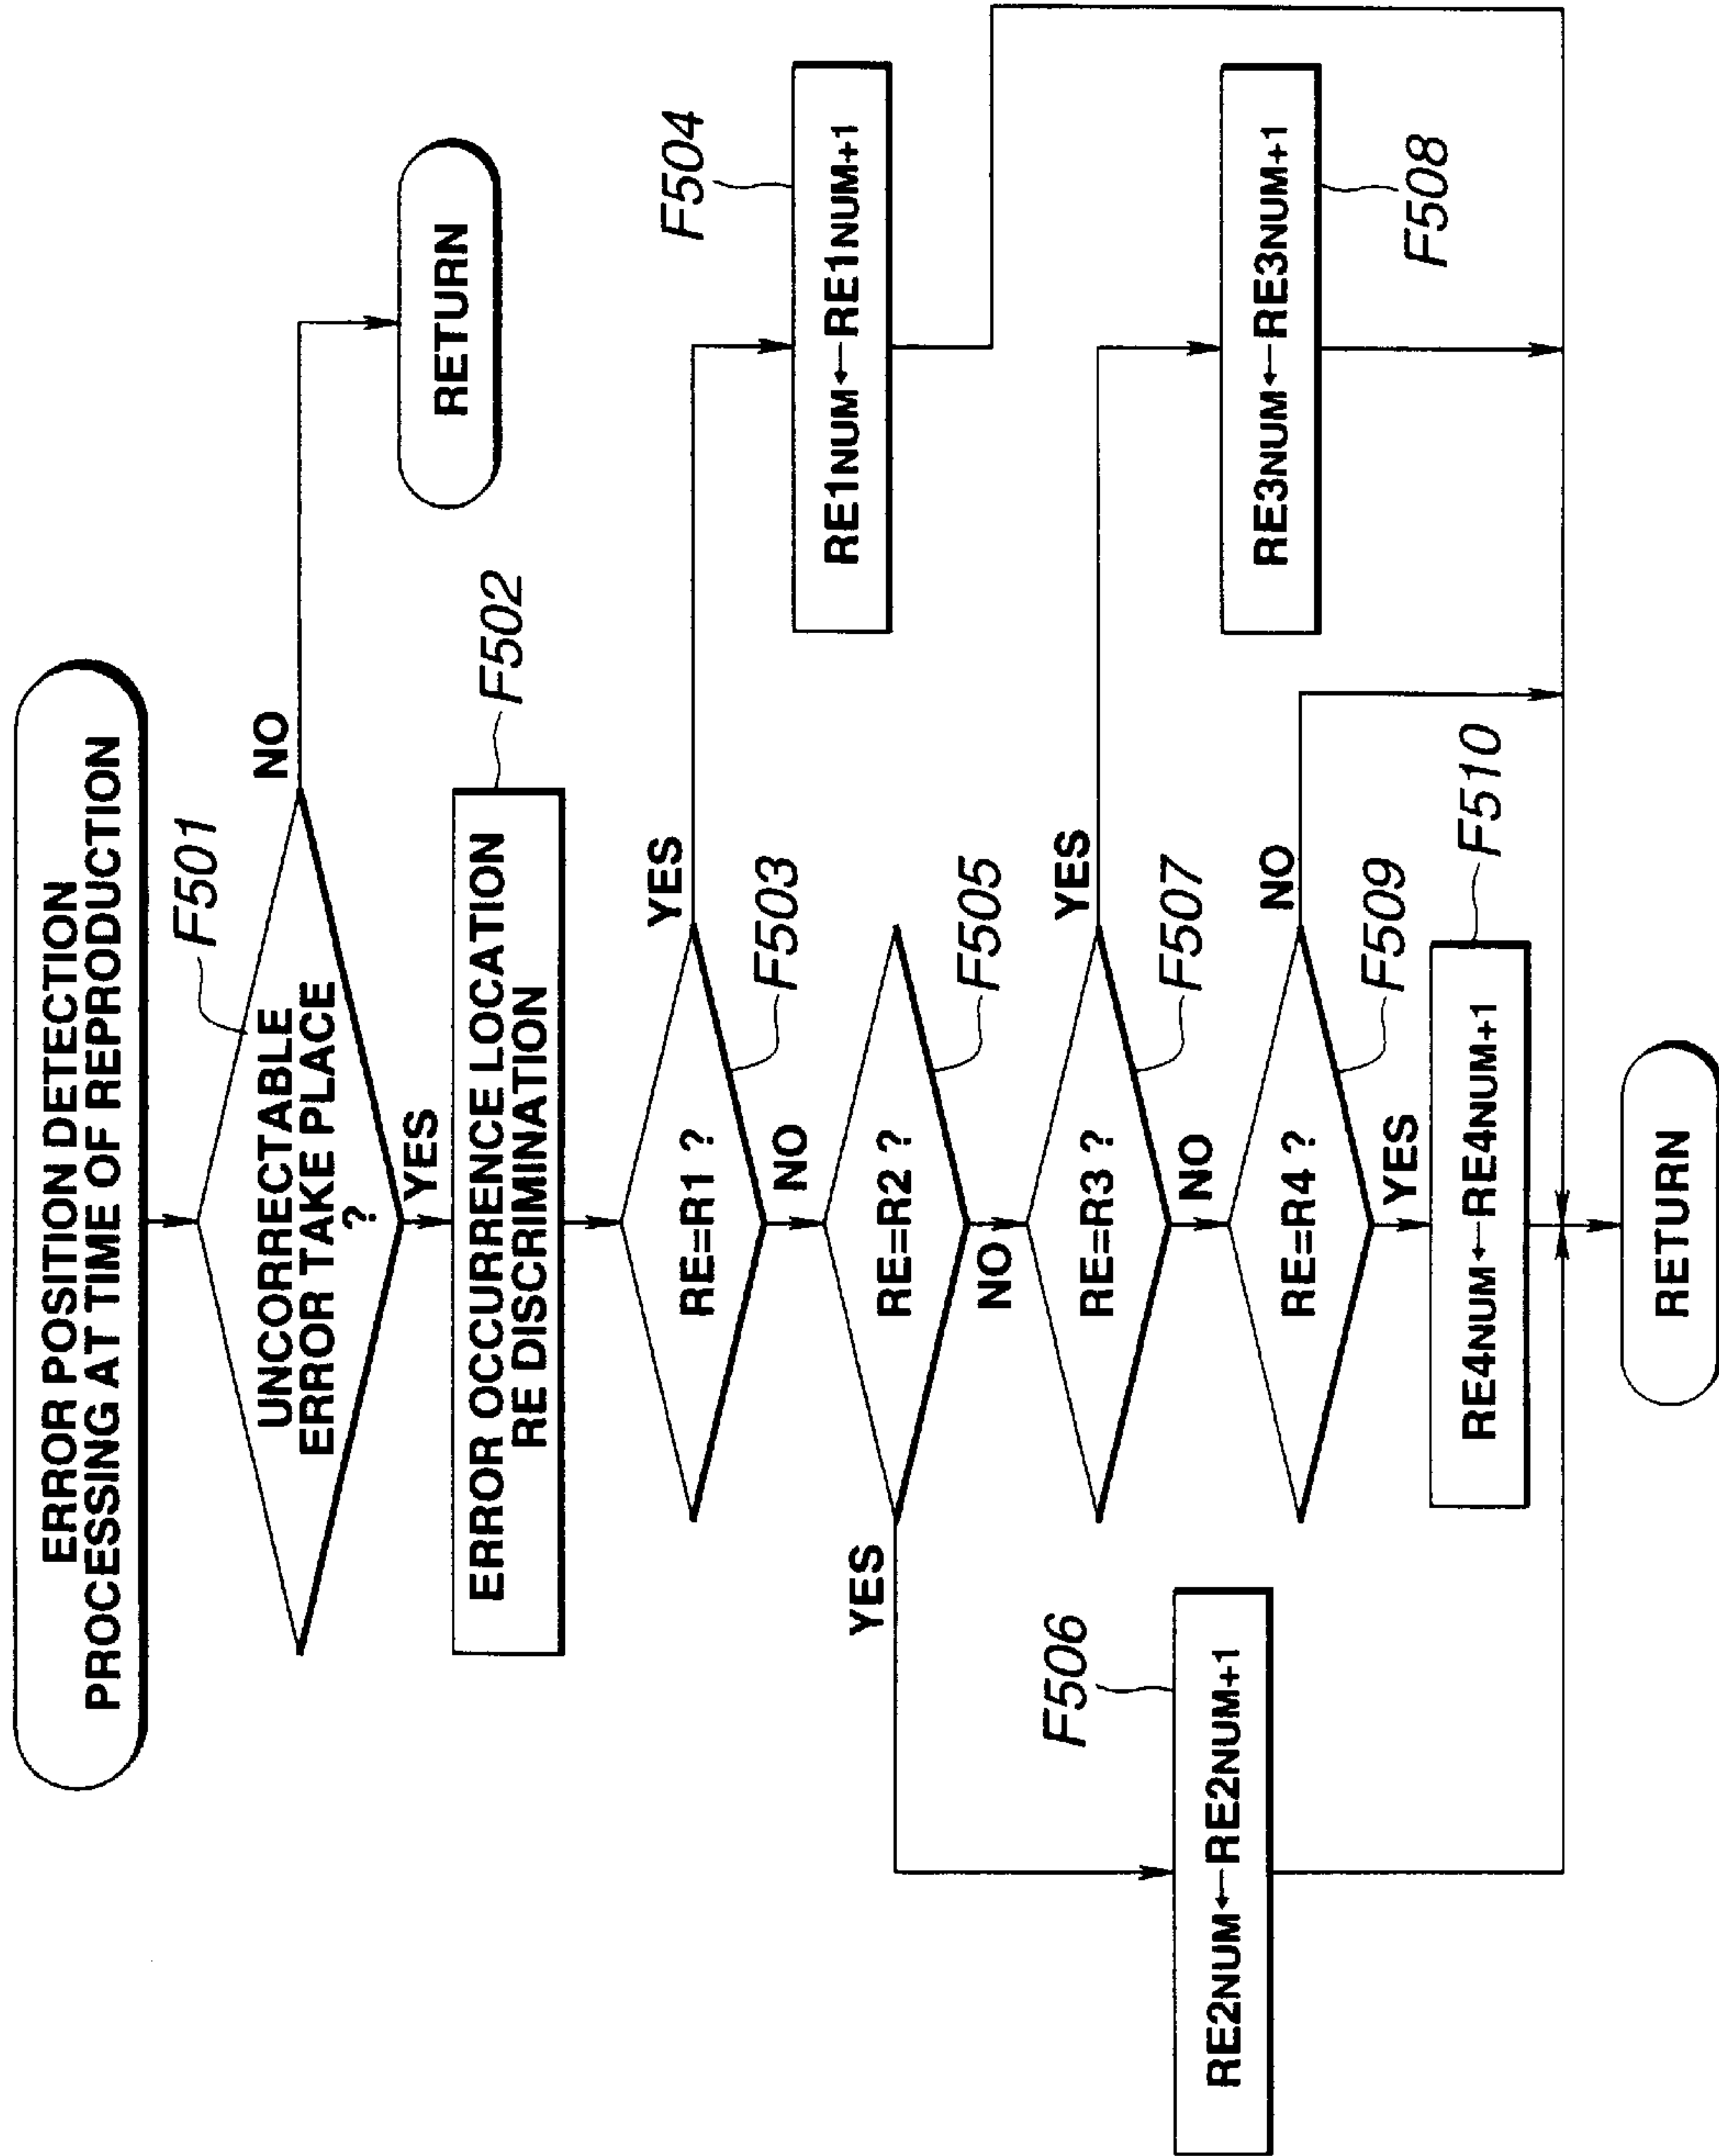 ERROR POSITION DETECTION
PROCESSING AT TIME OF REPRODUCTION
F501
UNCORRECTABLE
ERROR TAKE PLACE
?
NO
RETURN
YES
F502
ERROR OCCURRENCE LOCATION
RE DISCRIMINATION
RE=R1 ?
YES
F503
F504
RE1NUM←RE1NUM+1
NO
RE=R2 ?
F505
YES
F506
RE2NUM←RE2NUM+1
NO
RE=R3 ?
YES
F507
RE3NUM←RE3NUM+1
F508
NO
RE=R4 ?
NO
F509
YES
F510
RE4NUM←RE4NUM+1
RETURN